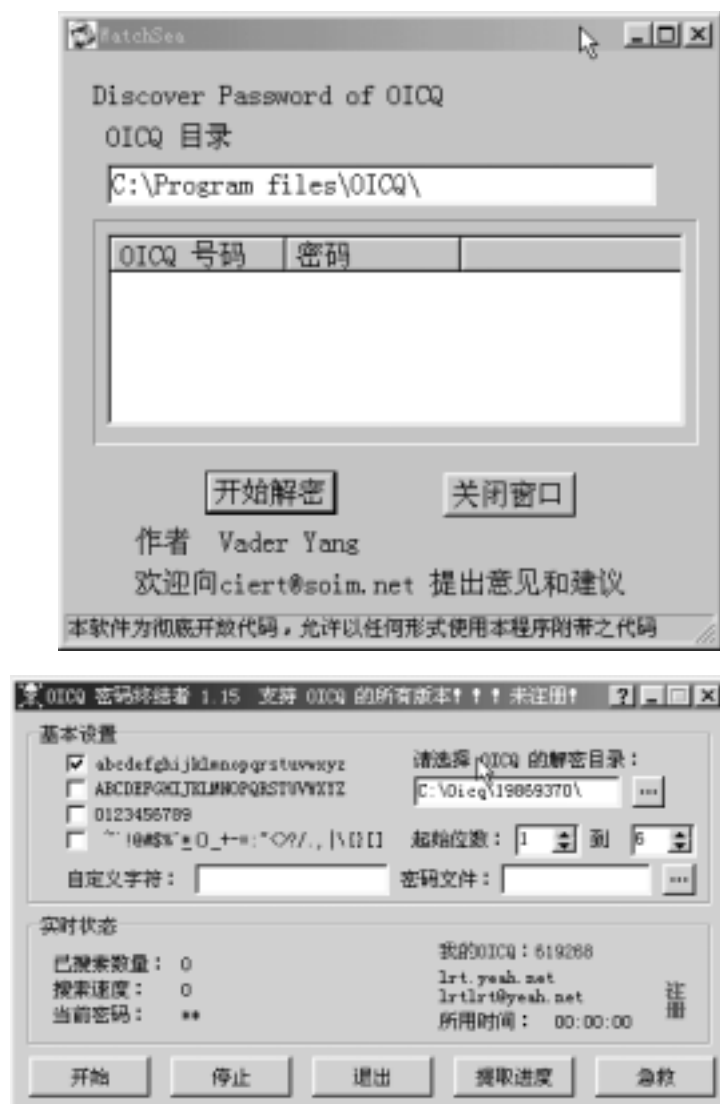 WatchSea
Discover Password of OICQ
OICQ 目录
C:\Program files\OICQ\
OICQ 号码 密码
开始解密 关闭窗口
作者 Vader Yang
欢迎向ciert@soim.net 提出意见和建议
本软件为彻底开放代码，允许以任何形式使用本程序附带之代码
OICQ 密码终结者 1.15 支持 OICQ 的所有版本！！！未注册！
基本设置
abcdefghijklmnopqrstuvwxyz
请选择 OICQ 的解密目录：
ABCDEFGHIJKLMNOPQRSTUVWXYZ
C:\Oicq\19869370\ ...
0123456789
起始位数： 1 到 6
自定义字符： 密码文件： ...
实时状态
已搜索数量： 0
搜索速度： 0
当前密码： **
我的OICQ：619268
lrt.yeah.net
lrtlrt@yeah.net
所用时间： 00:00:00
注册
开始 停止 退出 提取进度 急救